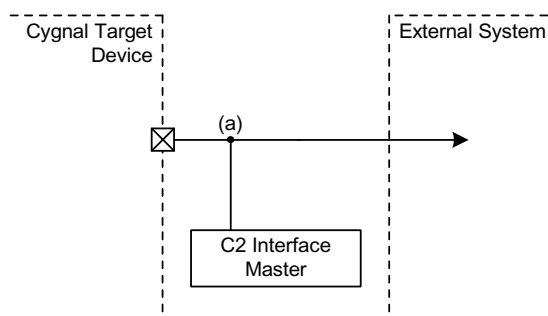 Cygnal Target
Device
External System
(a)
C2 Interface
Master